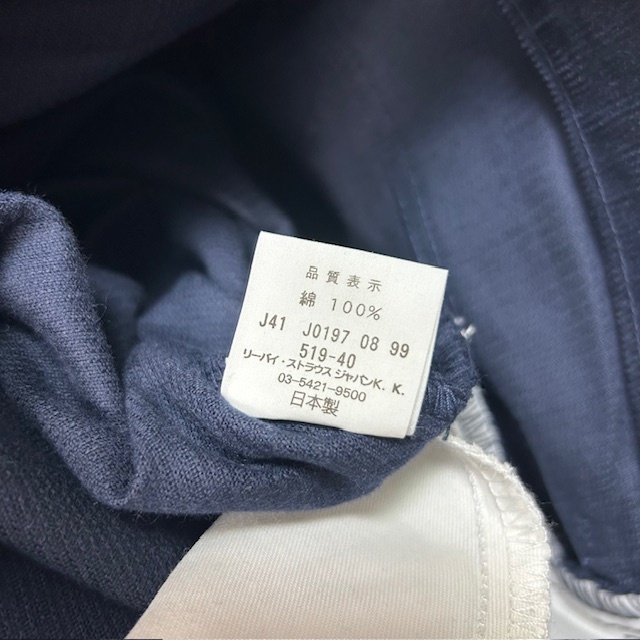 品質表示
綿 100%
J41 J0197 08 99
519-40
リーバイ・ストラウス ジャパンK. K.
03-5421-9500
日本製